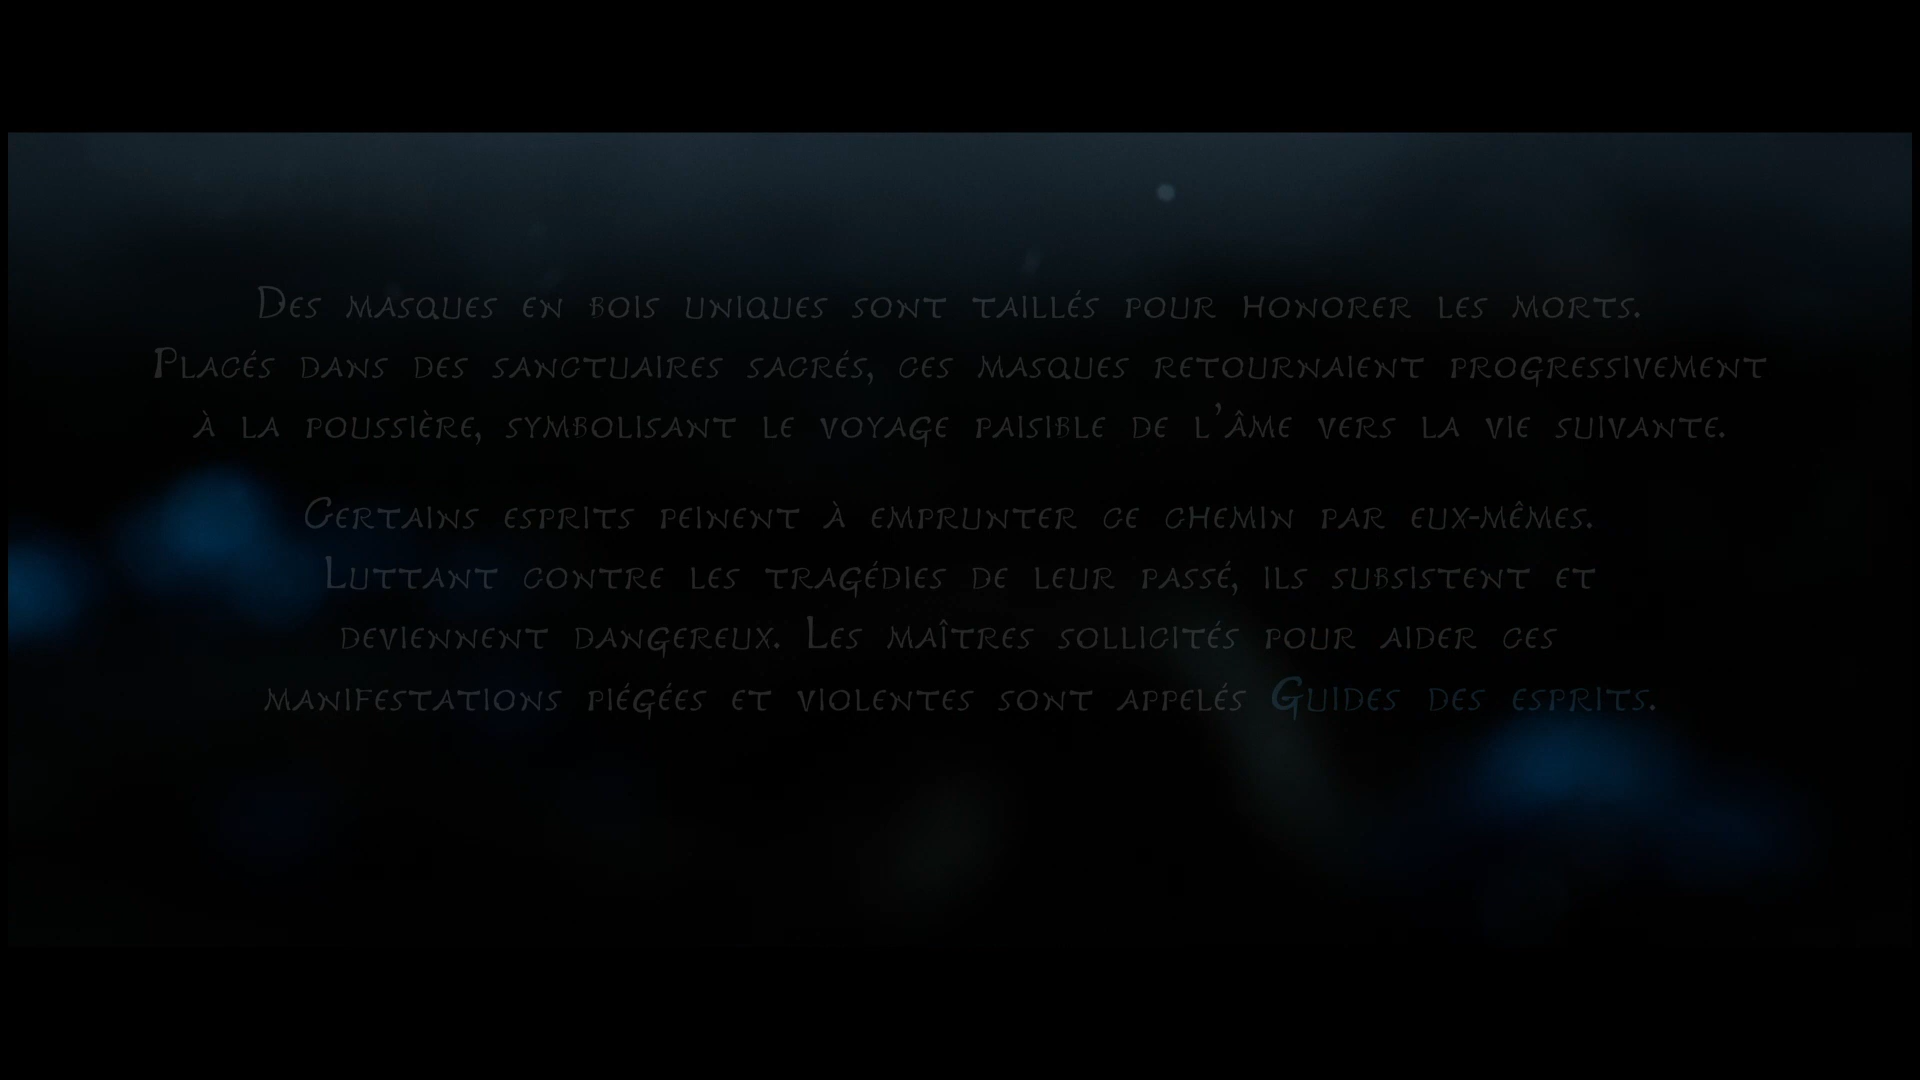 Des masques en bois uniques sont taillés pour honorer les morts.
Placés dans des sanctuaires sacrés, ces masques retournaient progressivement
à la poussière, symbolisant le voyage paisible de l’âme vers la vie suivante.
Certains esprits peinent à emprunter ce chemin par eux-mêmes.
Luttant contre les tragédies de leur passé, ils subsistent et
deviennent dangereux. Les maîtres sollicités pour aider ces
manifestations piégées et violentes sont appelés Guides des esprits.